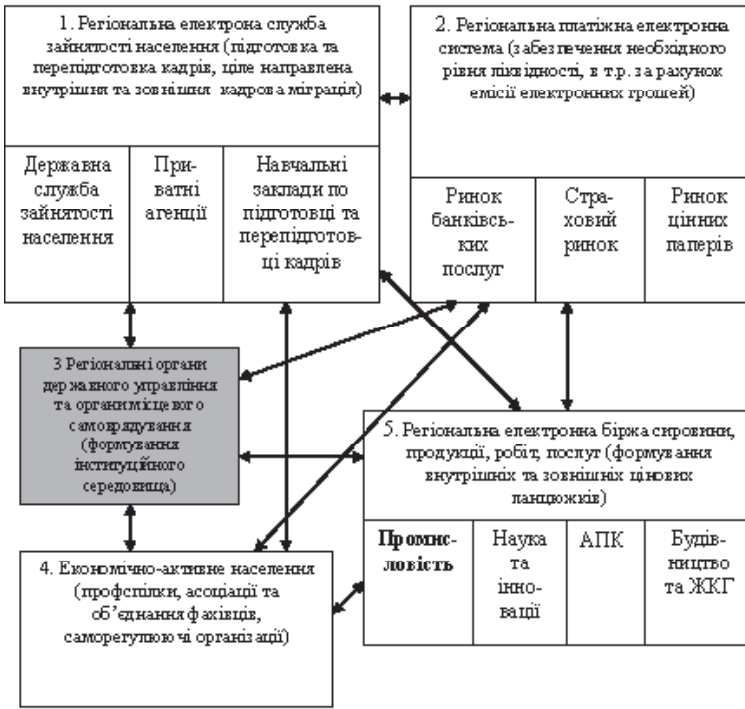 1. Регіональна електрона служба
зайнятості населення (підготовка та
перепідготовка кадрів, ціле направлена
внутрішня та зовнішня кадрова міграція)
Державна
служба
зайнятості
населення
При-
ватні
агенції
Навчальні
заклади по
підготовці та
перепідготов-
ці кадрів
2. Регіональна платіжна електронна
система (забезпечення необхідного
рівня ліквідності, в т.р. за рахунок
емісії електронних грошей)
Ринок
банківсь-
ких
послуг
Стра-
ховий
ринок
Ринок
цінних
паперів
3 Регіональні органи
державного управління
та органи місцевого
самоврядування
(формування
інституційного
середовища)
4. Економічно-активне населення
(профспілки, асоціації та
об’єднання фахівців,
саморегулюючі організації)
5. Регіональна електронна біржа сировини,
продукції, робіт, послуг (формування
внутрішніх та зовнішніх цінових
ланцюжків)
Промис-
ловість
Наука
та
інно-
вації
АПК
Будів-
ництво
та ЖКГ